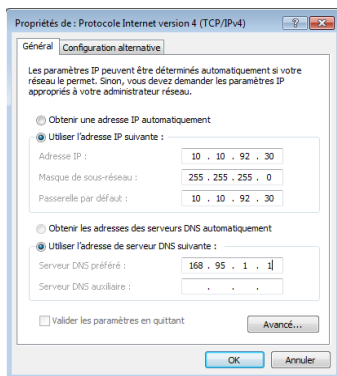 Propriétés de : Protocole Internet version 4 (TCP/IPv4)
Général
Configuration alternative
Les paramètres IP peuvent être déterminés automatiquement si votre
réseau le permet. Sinon, vous devez demander les paramètres IP
appropriés à votre administrateur réseau.
Obtenir une adresse IP automatiquement
Utiliser l'adresse IP suivante :
Adresse IP : 10 . 10 . 92 . 30
Masque de sous-réseau : 255 . 255 . 255 . 0
Passerelle par défaut : 10 . 10 . 92 . 30
Obtenir les adresses des serveurs DNS automatiquement
Utiliser l'adresse de serveur DNS suivante :
Serveur DNS préféré : 168 . 95 . 1 . 1
Serveur DNS auxiliaire : . . .
Valider les paramètres en quittant
Avancé...
OK
Annuler